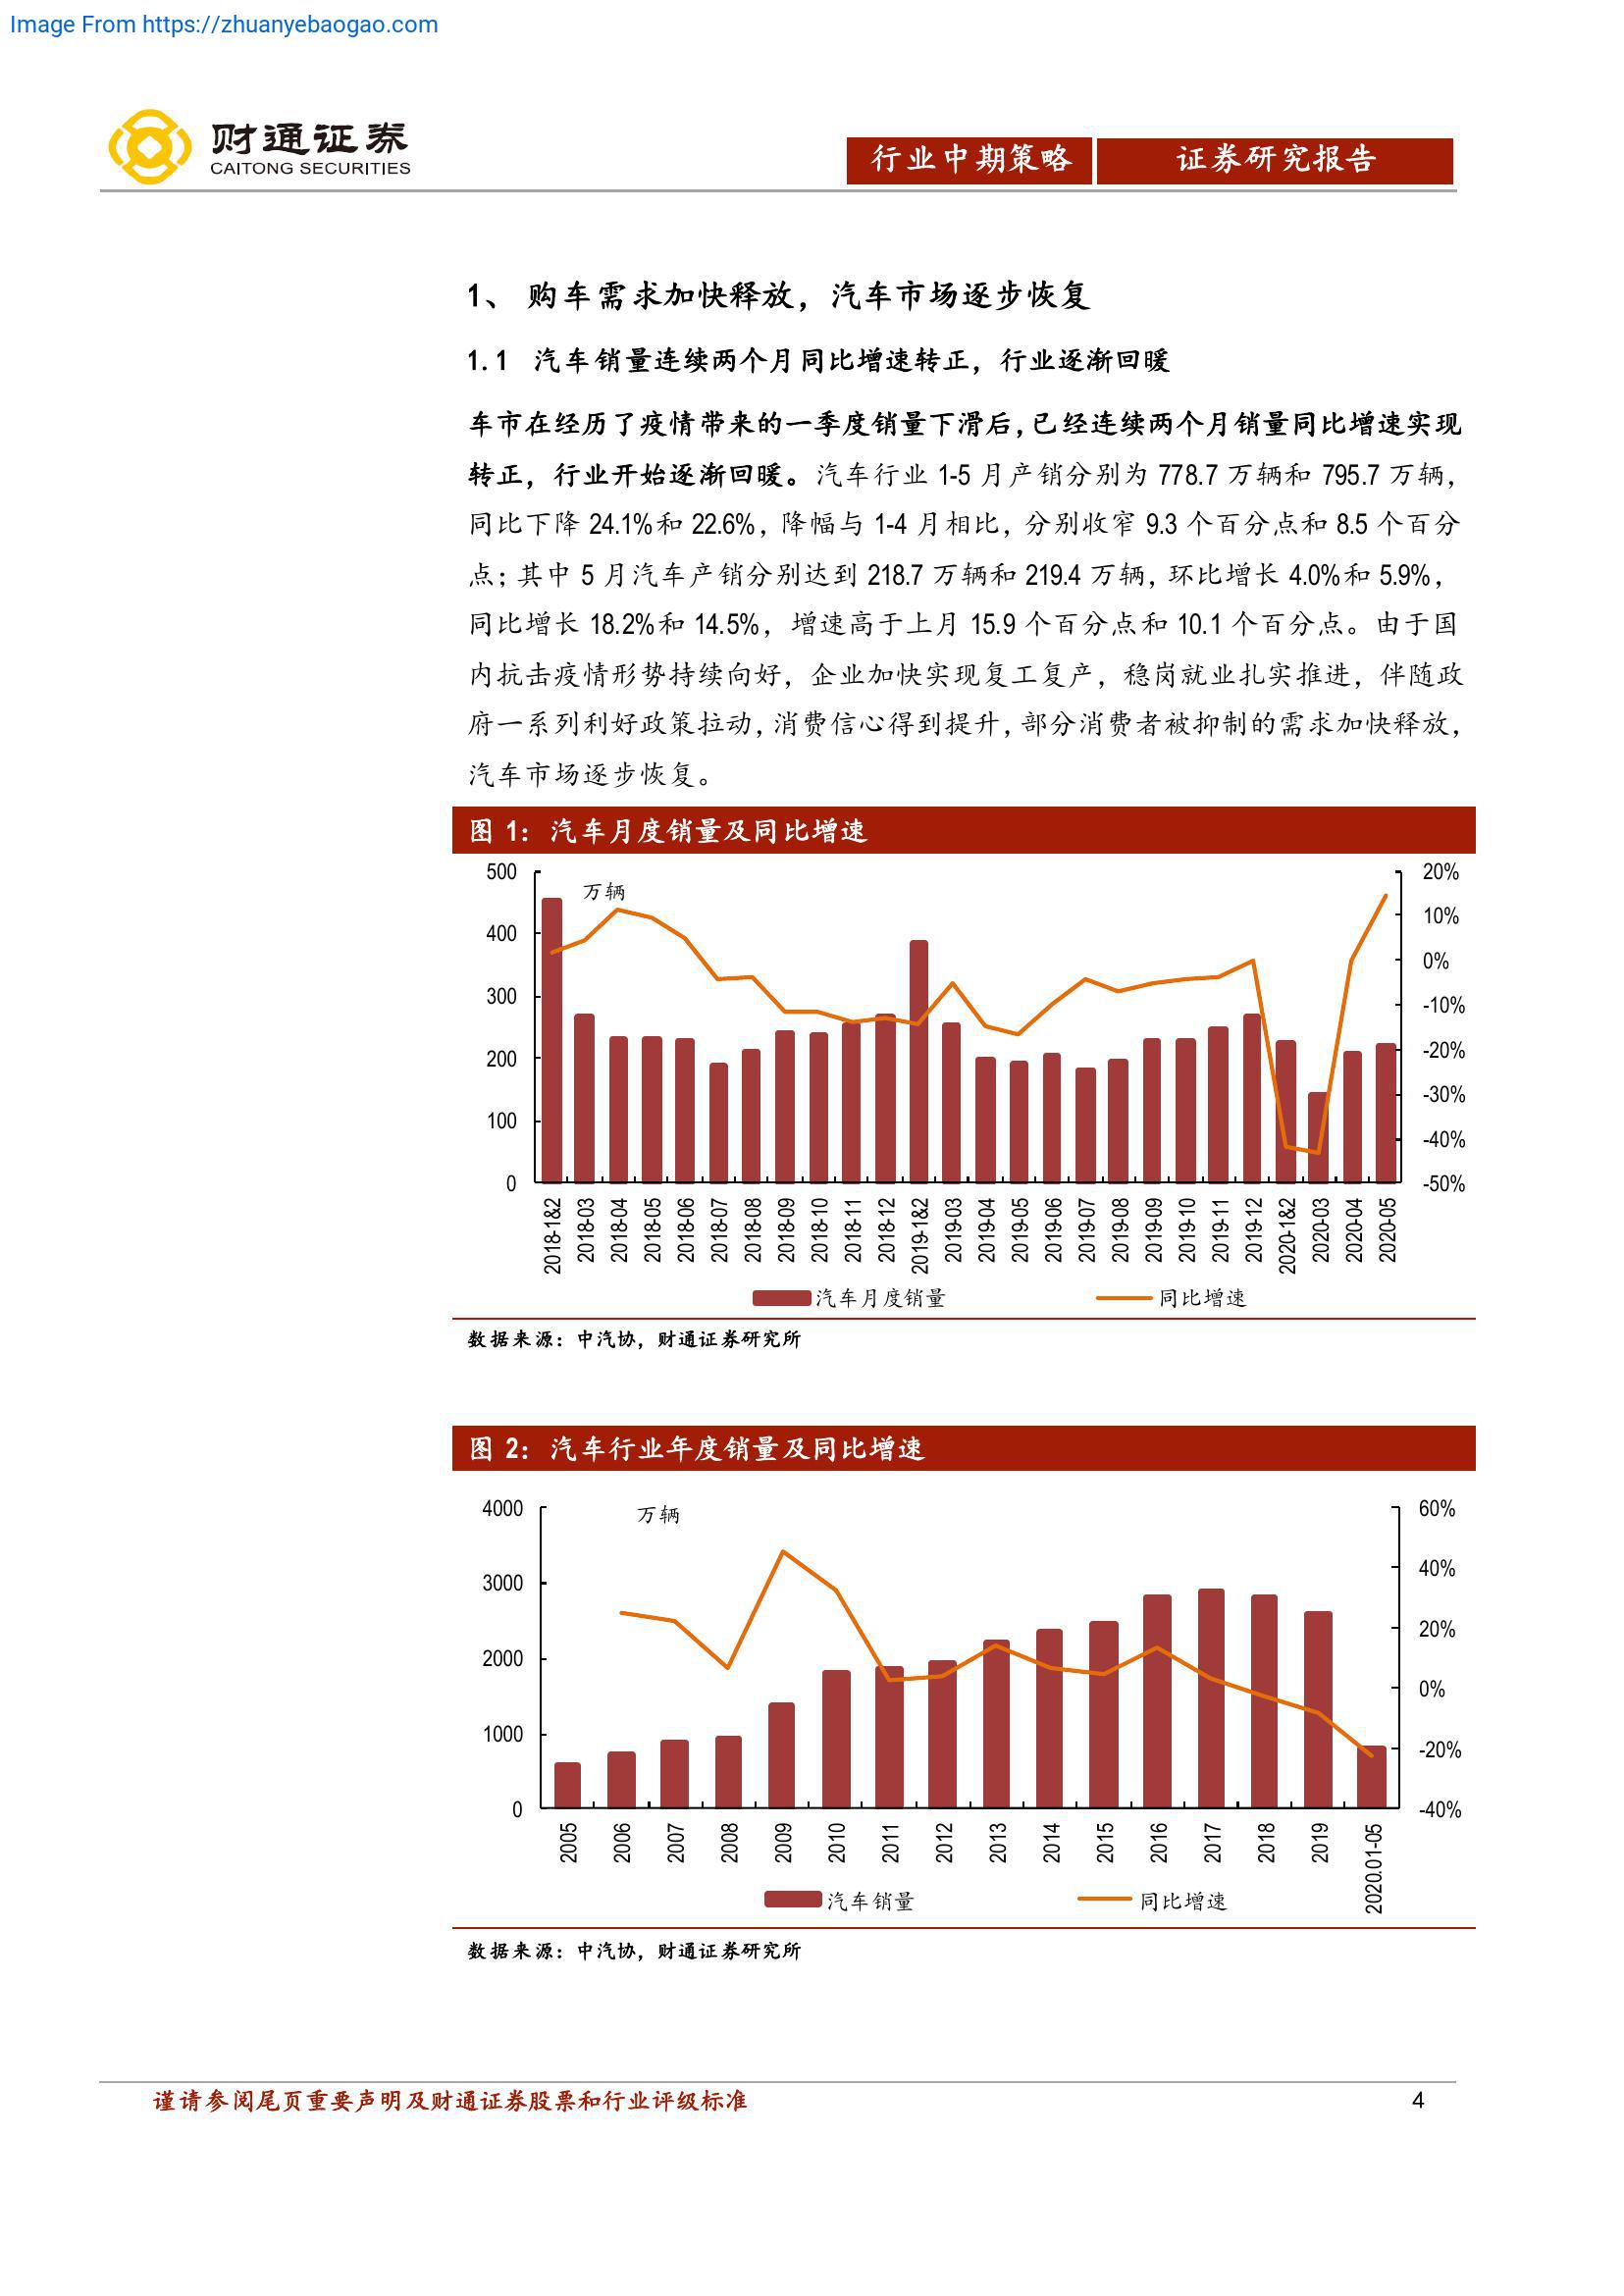 Image From https://zhuanyebaogao.com
财通证券
CAITONG SECURITIES
行业中期策略
证券研究报告
1、 购车需求加快释放，汽车市场逐步恢复
1.1 汽车销量连续两个月同比增速转正，行业逐渐回暖
车市在经历了疫情带来的一季度销量下滑后，已经连续两个月销量同比增速实现
转正，行业开始逐渐回暖。汽车行业 1-5 月产销分别为 778.7 万辆和 795.7 万辆，
同比下降 24.1%和 22.6%，降幅与 1-4 月相比，分别收窄 9.3 个百分点和 8.5 个百分
点；其中 5 月汽车产销分别达到 218.7 万辆和 219.4 万辆，环比增长 4.0%和 5.9%，
同比增长 18.2%和 14.5%，增速高于上月 15.9 个百分点和 10.1 个百分点。由于国
内抗击疫情形势持续向好，企业加快实现复工复产，稳岗就业扎实推进，伴随政
府一系列利好政策拉动，消费信心得到提升，部分消费者被抑制的需求加快释放，
汽车市场逐步恢复。
图 1：汽车月度销量及同比增速
万辆
500
400
300
200
100
0
20%
10%
0%
-10%
-20%
-30%
-40%
-50%
2018-1&2
2018-03
2018-04
2018-05
2018-06
2018-07
2018-08
2018-09
2018-10
2018-11
2018-12
2019-1&2
2019-03
2019-04
2019-05
2019-06
2019-07
2019-08
2019-09
2019-10
2019-11
2019-12
2020-1&2
2020-03
2020-04
2020-05
汽车月度销量
同比增速
数据来源：中汽协，财通证券研究所
图 2：汽车行业年度销量及同比增速
万辆
4000
3000
2000
1000
0
60%
40%
20%
0%
-20%
-40%
2005
2006
2007
2008
2009
2010
2011
2012
2013
2014
2015
2016
2017
2018
2019
2020.01-05
汽车销量
同比增速
数据来源：中汽协，财通证券研究所
谨请参阅尾页重要声明及财通证券股票和行业评级标准
4